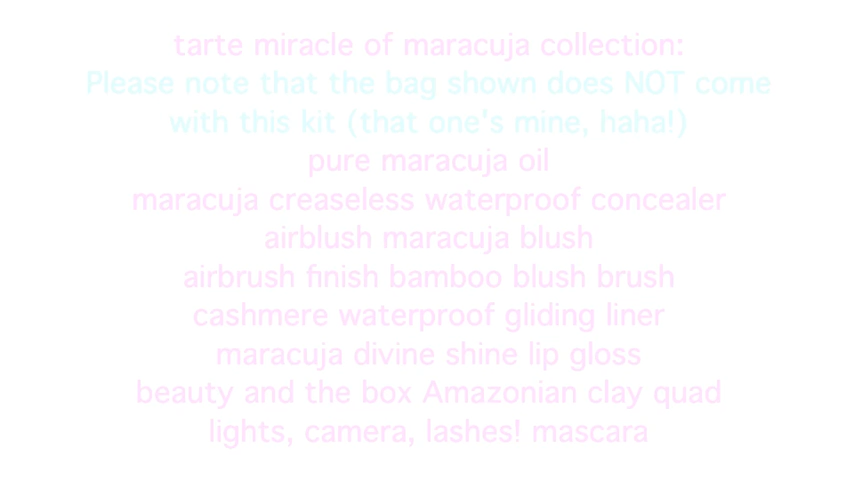 tarte miracle of maracuja collection:
Please note that the bag shown does NOT come
with this kit (that one's mine, haha!)
pure maracuja oil
maracuja creaseless waterproof concealer
airblush maracuja blush
airbrush finish bamboo blush brush
cashmere waterproof gliding liner
maracuja divine shine lip gloss
beauty and the box Amazonian clay quad
lights, camera, lashes! mascara